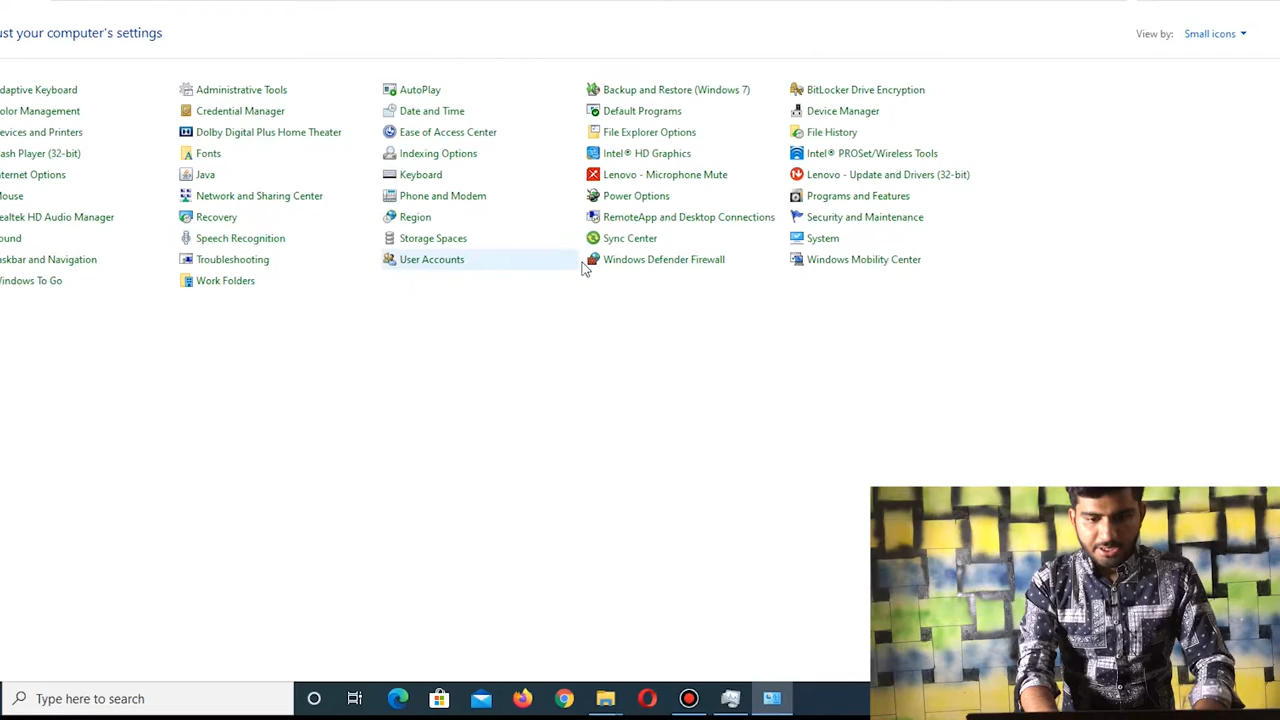 ust your computer's settings
View by: Small icons
daptive Keyboard
Administrative Tools
AutoPlay
Backup and Restore (Windows 7)
BitLocker Drive Encryption
olor Management
Credential Manager
Date and Time
Default Programs
Device Manager
evices and Printers
Dolby Digital Plus Home Theater
Ease of Access Center
File Explorer Options
File History
ash Player (32-bit)
Fonts
Indexing Options
Intel® HD Graphics
Intel® PROSet/Wireless Tools
ternet Options
Java
Keyboard
Lenovo - Microphone Mute
Lenovo - Update and Drivers (32-bit)
Mouse
Network and Sharing Center
Phone and Modem
Power Options
Programs and Features
ealtek HD Audio Manager
Recovery
Region
RemoteApp and Desktop Connections
Security and Maintenance
ound
Speech Recognition
Storage Spaces
Sync Center
System
askbar and Navigation
Troubleshooting
User Accounts
Windows Defender Firewall
Windows Mobility Center
indows To Go
Work Folders
Type here to search